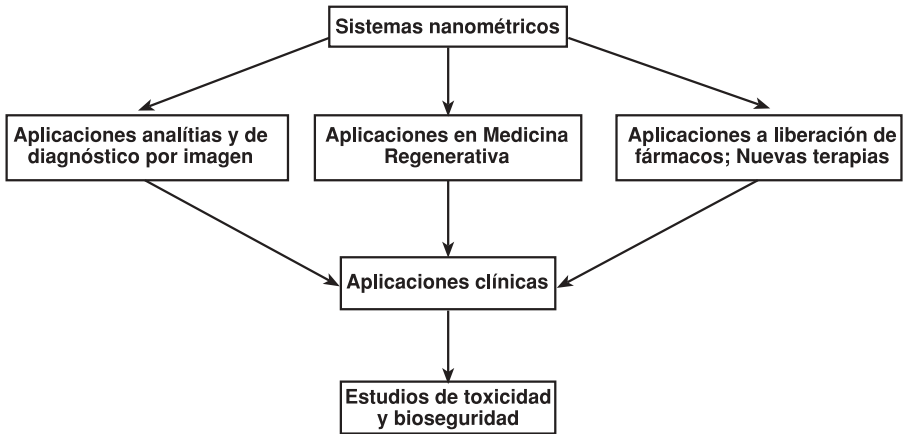 Sistemas nanométricos
Aplicaciones analítias y de
diagnóstico por imagen
Aplicaciones en Medicina
Regenerativa
Aplicaciones a liberación de
fármacos; Nuevas terapias
Aplicaciones clínicas
Estudios de toxicidad
y bioseguridad